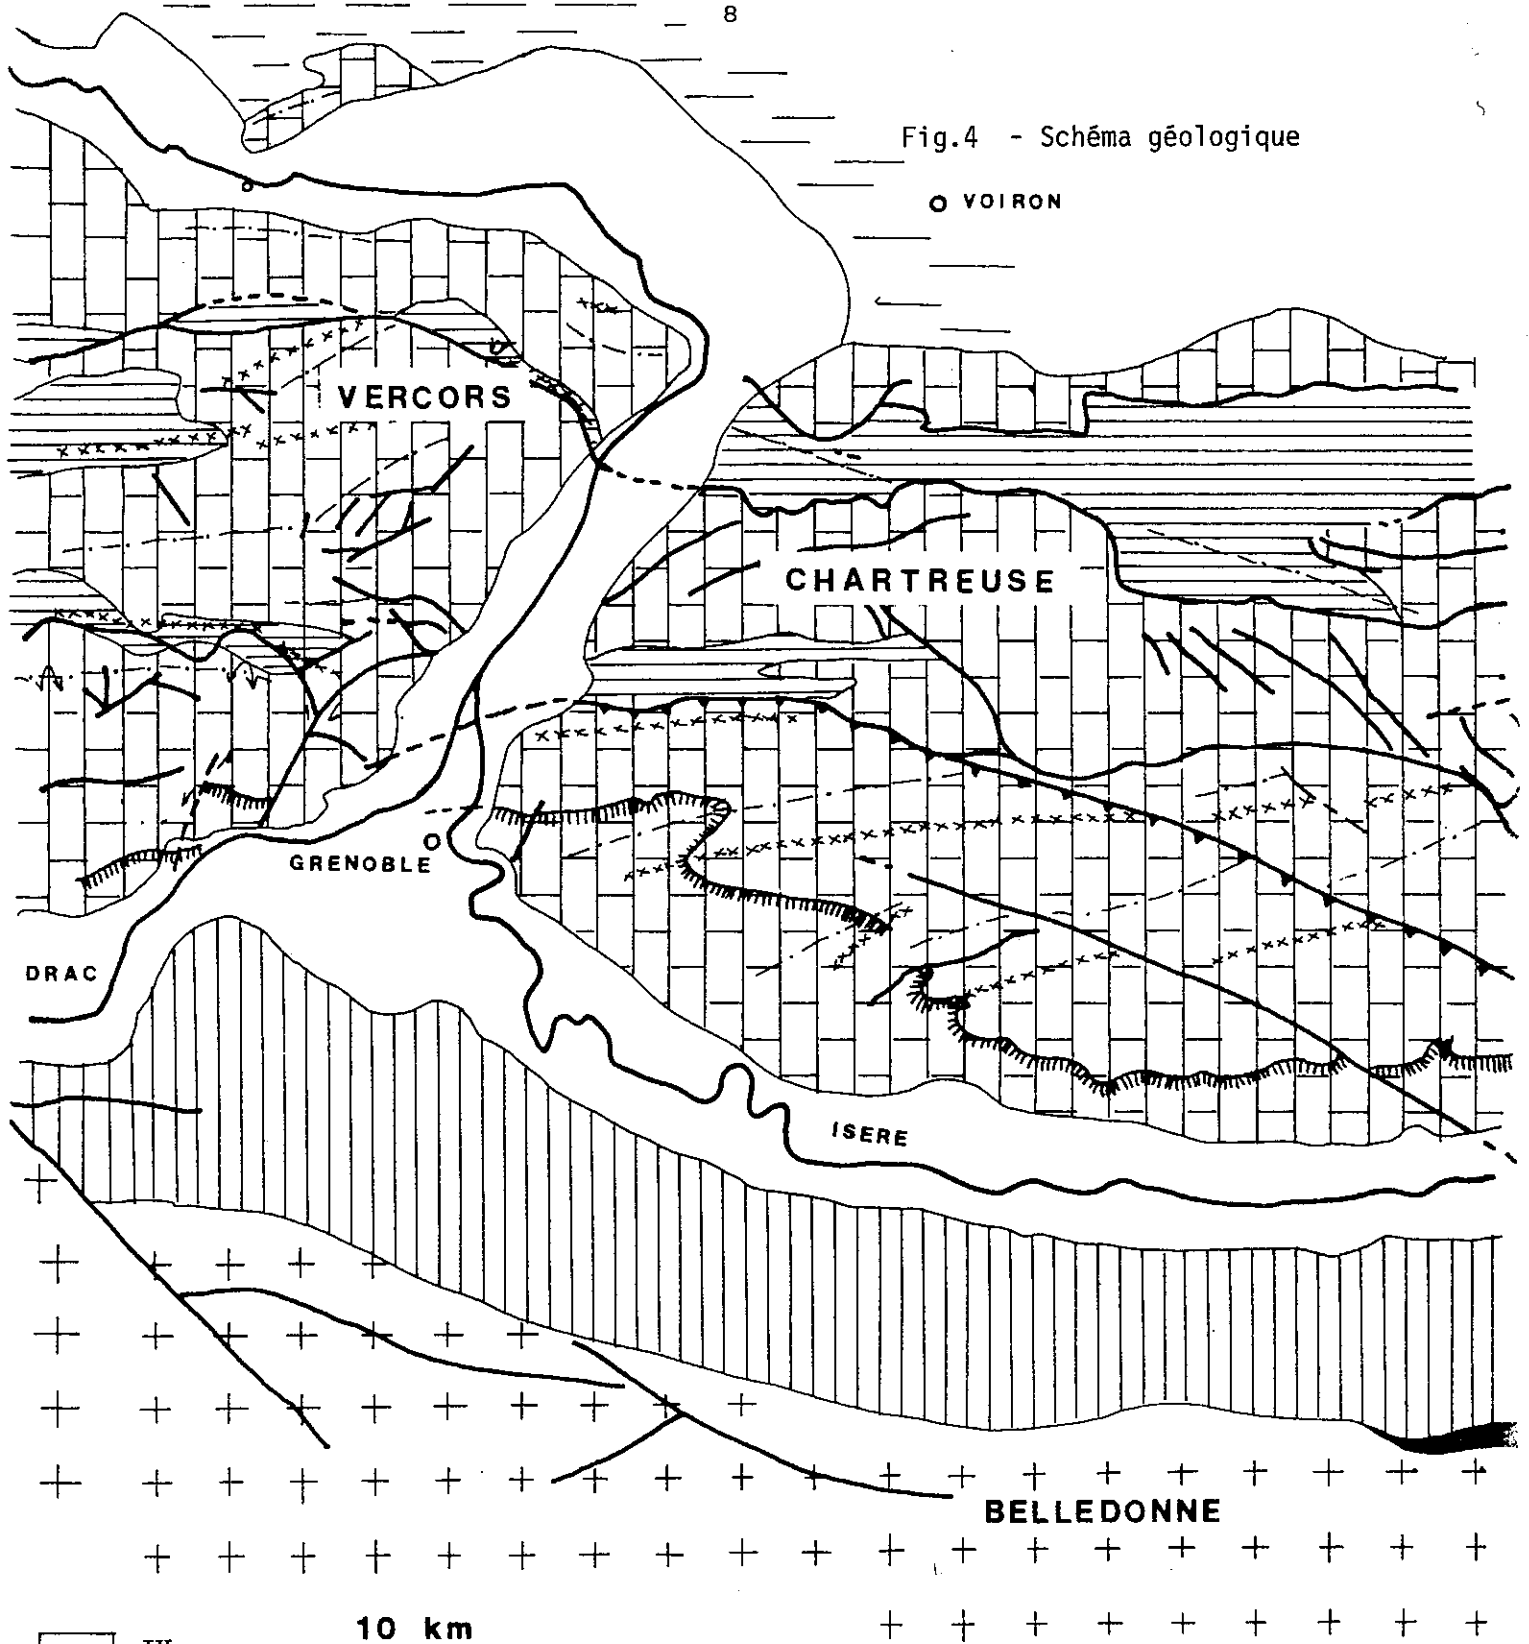 8
Fig.4 - Schéma géologique
VOIRON
VERCORS
CHARTREUSE
GRENOBLE
DRAC
ISERE
BELLEDONNE
10 km